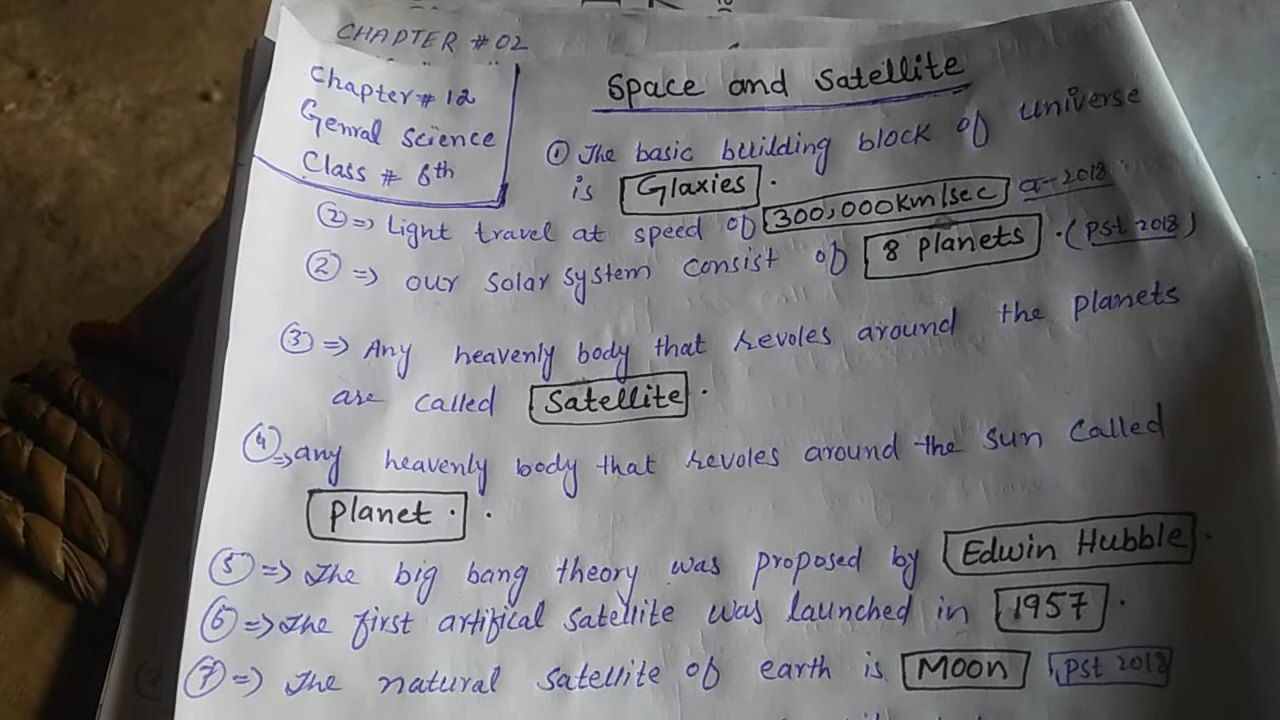 CHAPTER # 02
Chapter # 12
Genral science
Class # 6th
Space and Satellite
① The basic building block of universe
is Glaxies.
② => Light travel at speed of 300,000km/sec 2018
② => our solar system consist of 8 planets. (Pst 2018)
③ => Any heavenly body that revoles around the planets
are called Satellite.
④ => any heavenly body that revoles around the sun called
Planet. .
⑤ => The big bang theory was proposed by Edwin Hubble.
⑥ => The first artifical satellite was launched in 1957.
⑦ => The natural satellite of earth is Moon Pst 2018